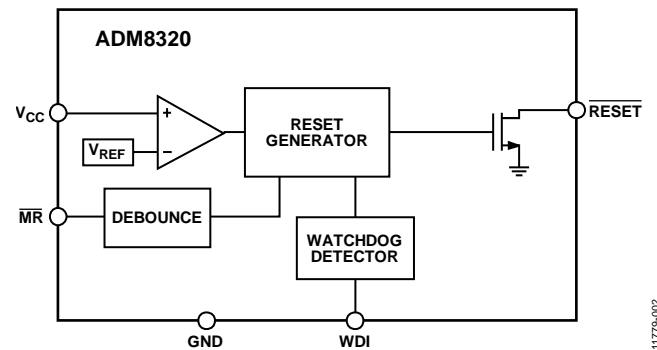 ADM8320
VCC
+
VREF
–
RESET
GENERATOR
RESET
MR
DEBOUNCE
WATCHDOG
DETECTOR
GND
WDI
11779-002